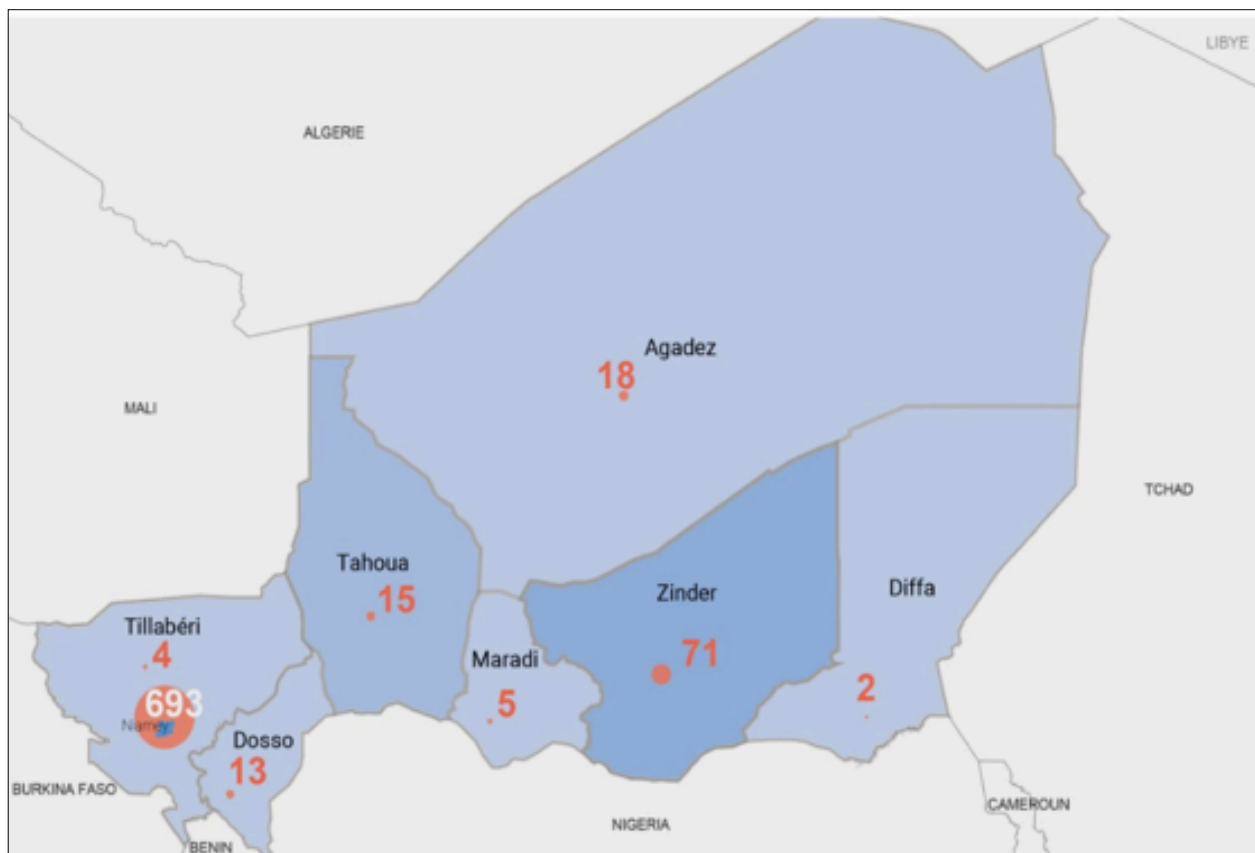 LIBYE
ALGERIE
Agadez
18
MALI
TCHAD
Tahoua
15
Zinder
71
Diffa
Tillabéri
4
Maradi
5
2
693
Dosso
13
BURKINA FASO
CAMEROUN
NIGERIA
BENIN